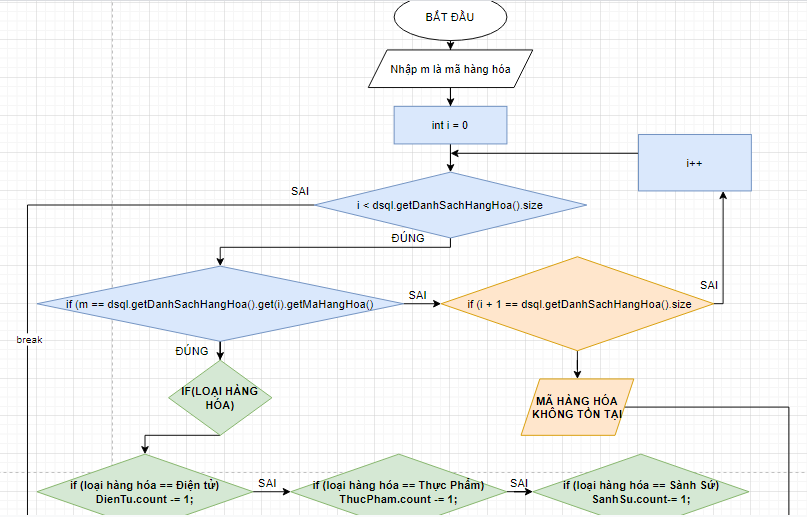 BẮT ĐẦU
Nhập m là mã hàng hóa
int i = 0
i++
SAI
i < dsql.getDanhSachHangHoa().size
ĐÚNG
if (m == dsql.getDanhSachHangHoa().get(i).getMaHangHoa()
SAI
if (i + 1 == dsql.getDanhSachHangHoa().size
SAI
break
ĐÚNG
IF(LOẠI HÀNG
HÓA)
MÃ HÀNG HÓA
KHÔNG TỒN TẠI
if (loại hàng hóa == Điện tử)
DienTu.count -= 1;
SAI
if (loại hàng hóa == Thực Phẩm)
ThucPham.count -= 1;
SAI
if (loại hàng hóa == Sành Sứ)
SanhSu.count-= 1;